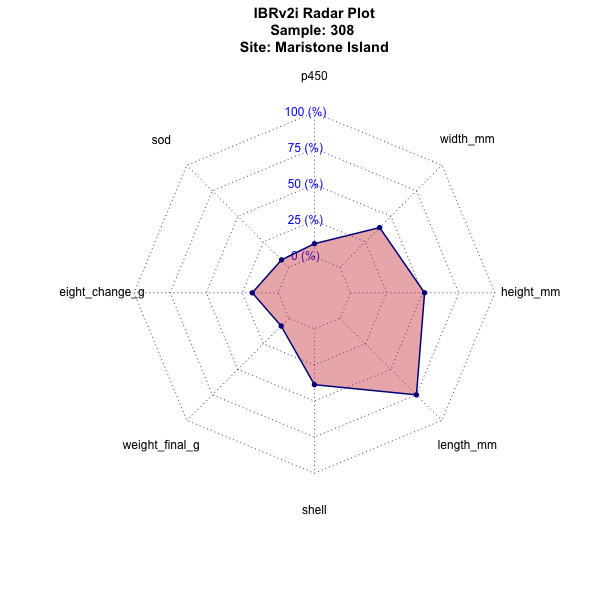 IBRv2i Radar Plot
Sample: 308
Site: Maristone Island
p450
100 (%)
sod
width_mm
75 (%)
50 (%)
25 (%)
0 (%)
eight_change_g
height_mm
weight_final_g
length_mm
shell